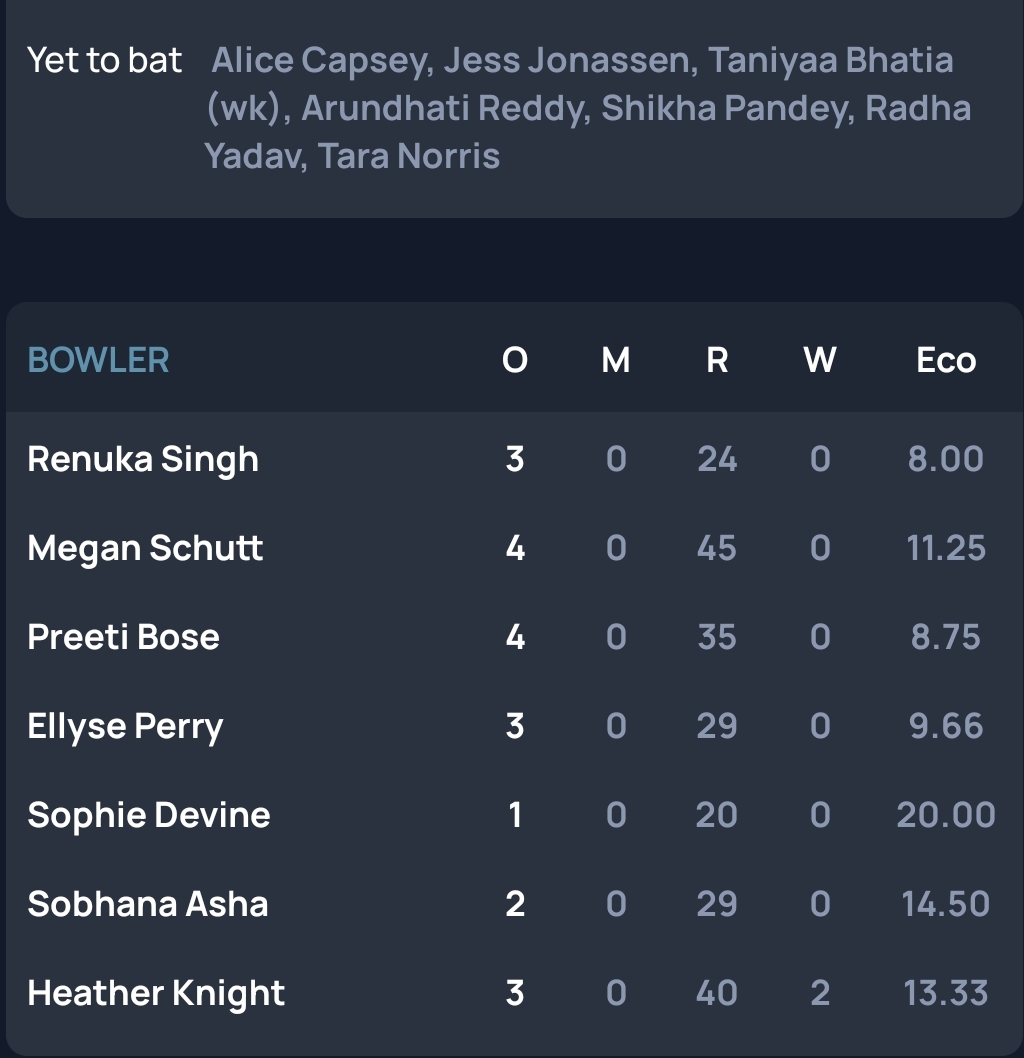 Yet to bat Alice Capsey, Jess Jonassen, Taniyaa Bhatia
(wk), Arundhati Reddy, Shikha Pandey, Radha
Yadav, Tara Norris
BOWLER O M R W Eco
Renuka Singh 3 0 24 0 8.00
Megan Schutt 4 0 45 0 11.25
Preeti Bose 4 0 35 0 8.75
Ellyse Perry 3 0 29 0 9.66
Sophie Devine 1 0 20 0 20.00
Sobhana Asha 2 0 29 0 14.50
Heather Knight 3 0 40 2 13.33